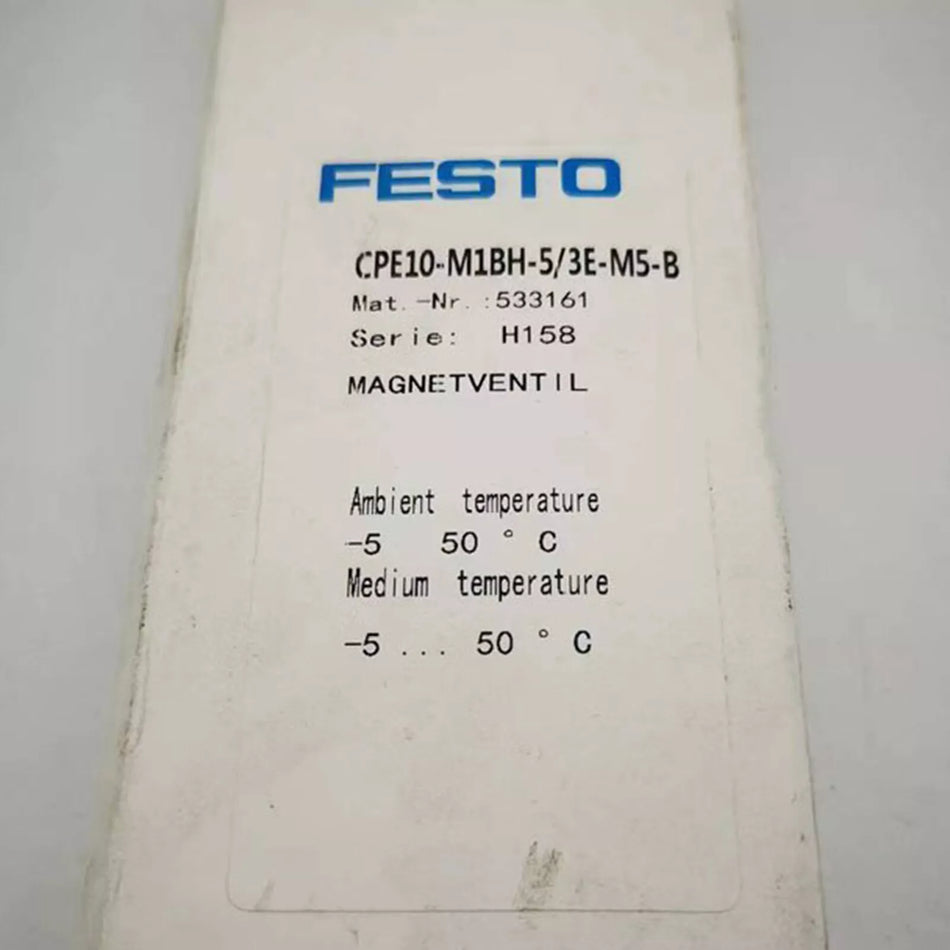 FESTO
CPE10-M1BH-5/3E-M5-B
Mat.-Nr.:533161
Serie: H158
MAGNETVENTIL
Ambient temperature
-5 50 ° C
Medium temperature
-5 ... 50 ° C